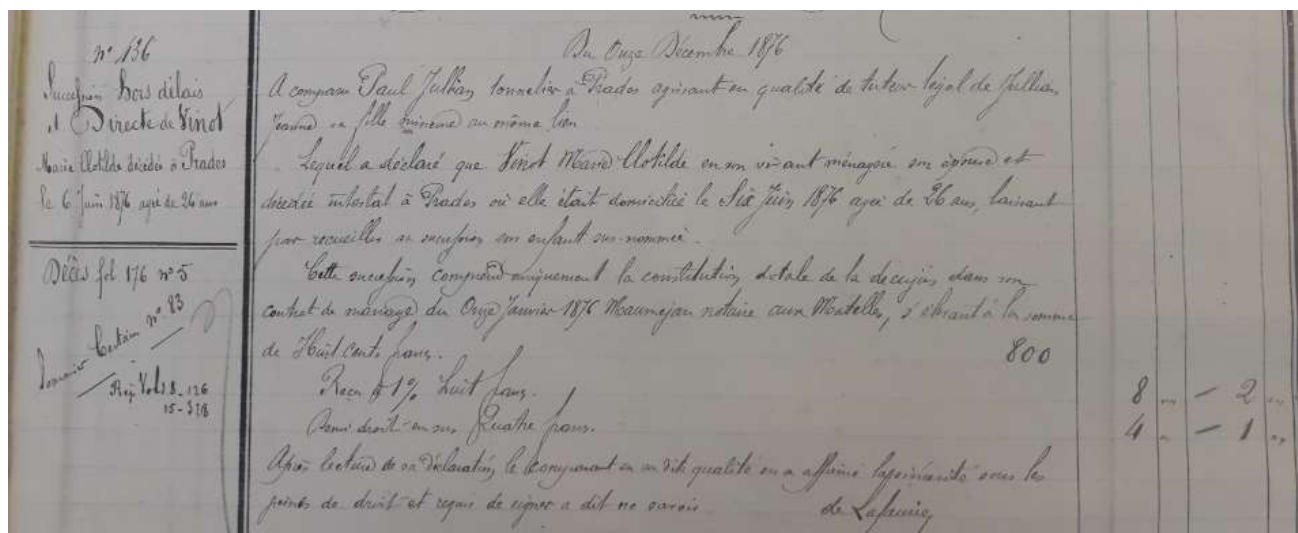 n° 136
Succession hors délais
et Directe de Vinot
Marie Clotilde décédée à Prades
le 6 Juin 1876 agée de 26 ans
Décès fol 176 n° 5
Sommier Certain n° 83
Rep. Vol 18 - 126
15 - 378
Du Onze Décembre 1876
A comparu Paul Jullian tonnelier à Prades agissant en qualité de tuteur légal de Jullian
Jeanne sa fille mineure au même lieu
Lequel a déclaré que Vinot Marie Clotilde en son vivant ménagère son épouse est
décédée intestat à Prades où elle était domiciliée le Six Juin 1876 agée de 26 ans, laissant
pour recueillir sa succession son enfant sus-nommée.
Cette succession comprend uniquement la constitution dotale de la decujus dans son
contrat de mariage du Onze Janvier 1876 Maumejan notaire aux Matelles, s'élevant à la somme
de Huit cents francs. 800
Reçu à 1% huit francs. 8 " — 2 "
Demi droit en sus Quatre francs. 4 " — 1 "
Après lecture de sa déclaration le comparant en sa dite qualité en a affirmé la sincérité sous les
peines de droit et requis de signer a dit ne savoir